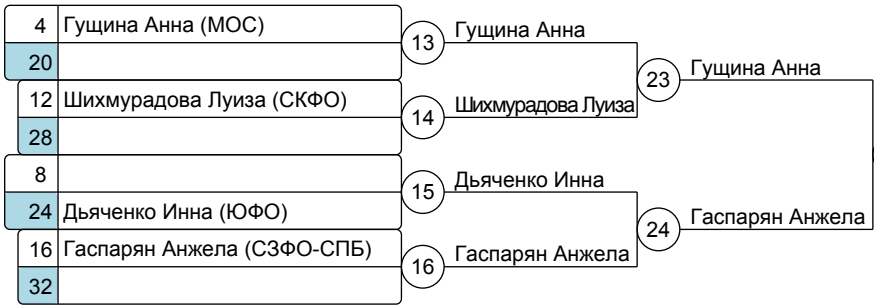 4 Гущина Анна (МОС)
20
12 Шихмурадова Луиза (СКФО)
28
8
24 Дьяченко Инна (ЮФО)
16 Гаспарян Анжела (СЗФО-СПБ)
32
13
Гущина Анна
14
Шихмурадова Луиза
15
Дьяченко Инна
16
Гаспарян Анжела
23
Гущина Анна
24
Гаспарян Анжела